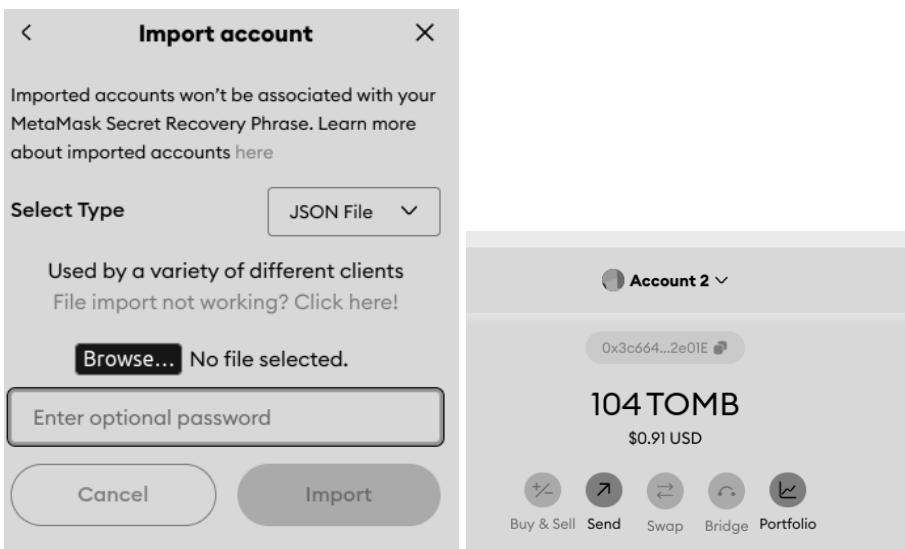 Import account
Imported accounts won't be associated with your
MetaMask Secret Recovery Phrase. Learn more
about imported accounts here
Select Type
JSON File
Used by a variety of different clients
File import not working? Click here!
Browse... No file selected.
Enter optional password
Cancel Import
Account 2
0x3c664...2e01E
104 TOMB
$0.91 USD
Buy & Sell Send Swap Bridge Portfolio